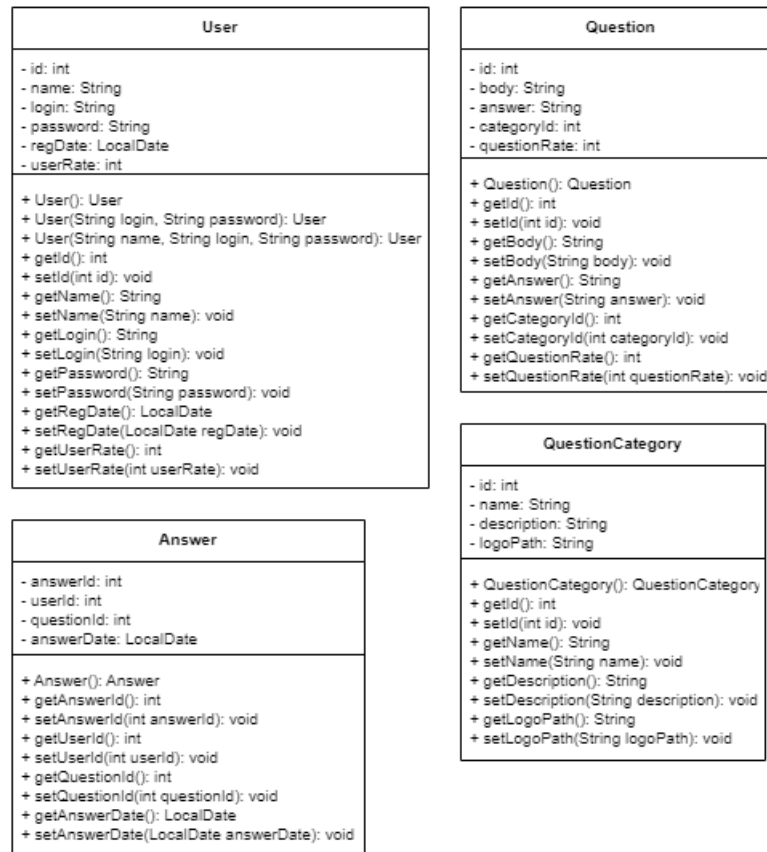 User
- id: int
- name: String
- login: String
- password: String
- regDate: LocalDate
- userRate: int
+ User(): User
+ User(String login, String password): User
+ User(String name, String login, String password): User
+ getId(): int
+ setId(int id): void
+ getName(): String
+ setName(String name): void
+ getLogin(): String
+ setLogin(String login): void
+ getPassword(): String
+ setPassword(String password): void
+ getRegDate(): LocalDate
+ setRegDate(LocalDate regDate): void
+ getUserRate(): int
+ setUserRate(int userRate): void
Question
- id: int
- body: String
- answer: String
- categoryId: int
- questionRate: int
+ Question(): Question
+ getId(): int
+ setId(int id): void
+ getBody(): String
+ setBody(String body): void
+ getAnswer(): String
+ setAnswer(String answer): void
+ getCategoryId(): int
+ setCategoryId(int categoryId): void
+ getQuestionRate(): int
+ setQuestionRate(int questionRate): void
Answer
- answerId: int
- userId: int
- questionId: int
- answerDate: LocalDate
+ Answer(): Answer
+ getAnswerId(): int
+ setAnswerId(int answerId): void
+ getUserId(): int
+ setUserId(int userId): void
+ getQuestionId(): int
+ setQuestionId(int questionId): void
+ getAnswerDate(): LocalDate
+ setAnswerDate(LocalDate answerDate): void
QuestionCategory
- id: int
- name: String
- description: String
- logoPath: String
+ QuestionCategory(): QuestionCategory
+ getId(): int
+ setId(int id): void
+ getName(): String
+ setName(String name): void
+ getDescription(): String
+ setDescription(String description): void
+ getLogoPath(): String
+ setLogoPath(String logoPath): void